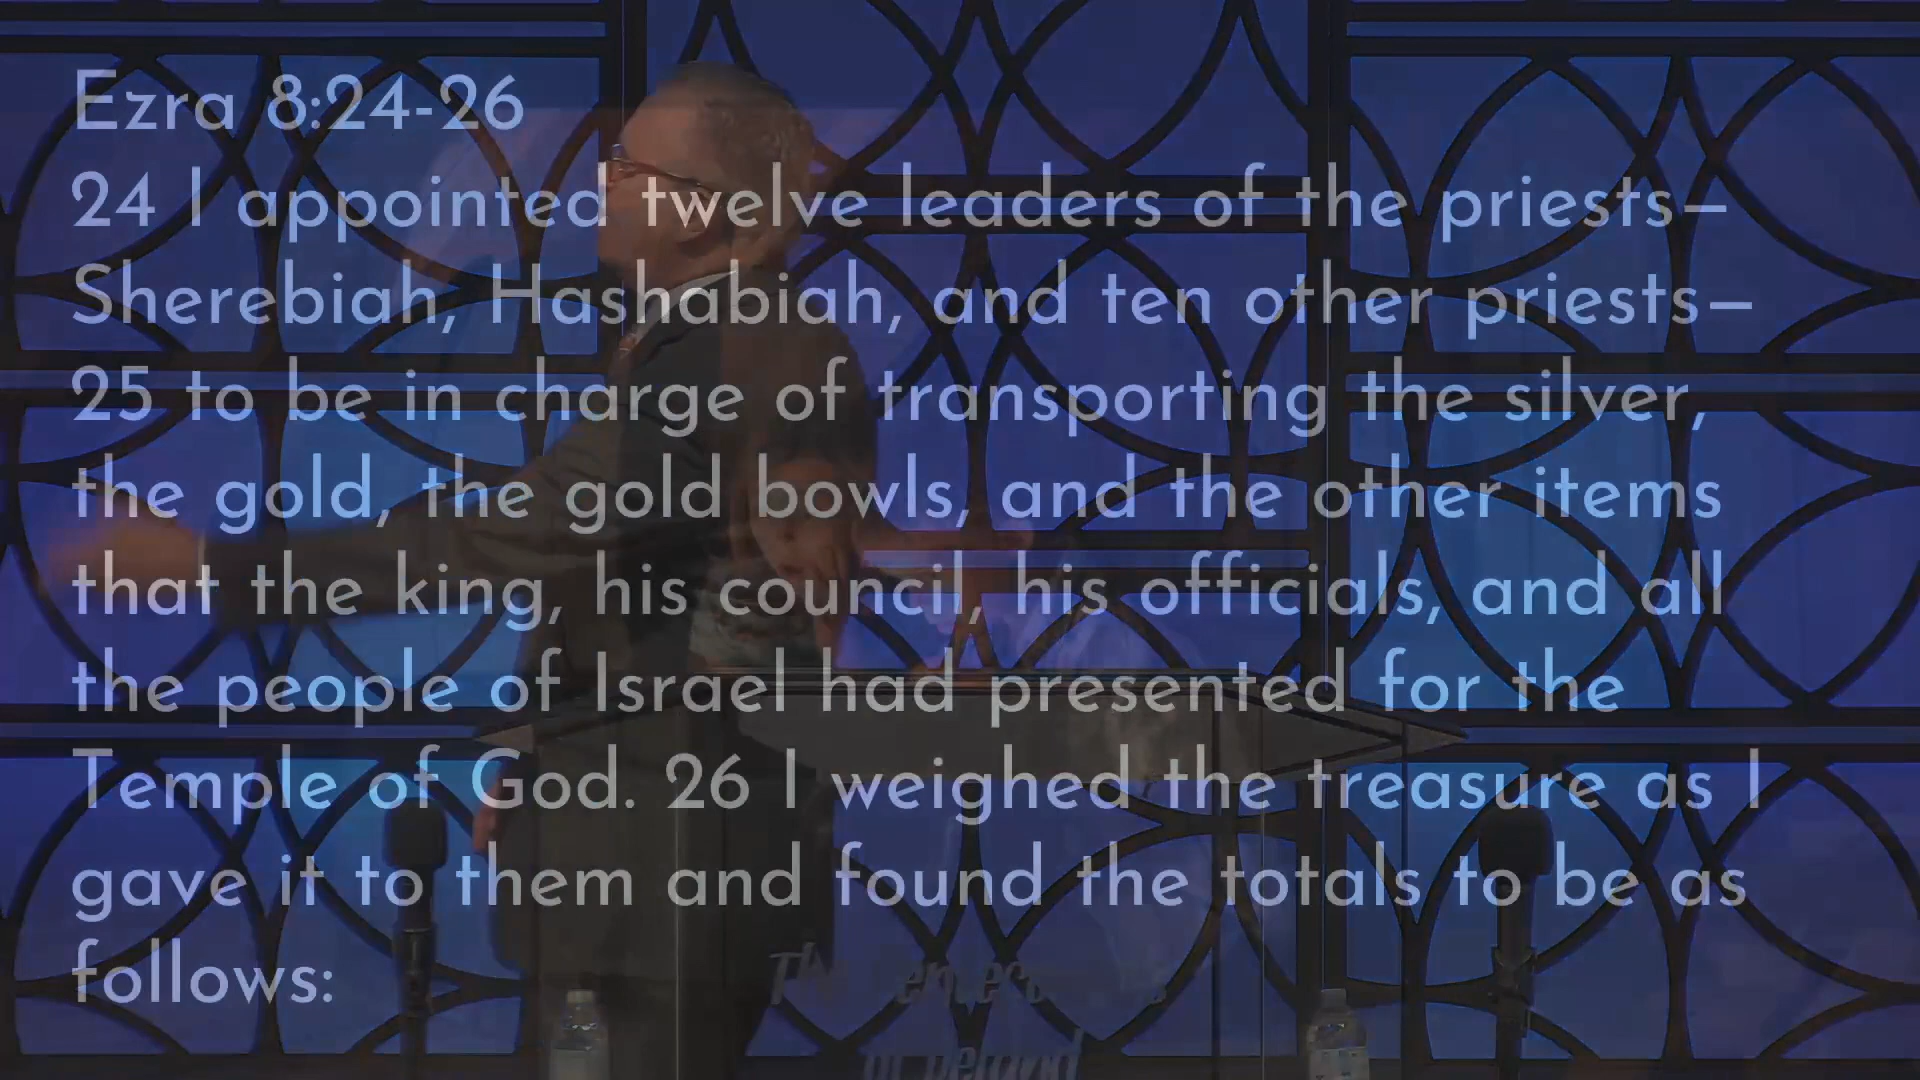 Ezra 8:24-26
24 I appointed twelve leaders of the priests—
Sherebiah, Hashabiah, and ten other priests—
25 to be in charge of transporting the silver,
the gold, the gold bowls, and the other items
that the king, his council, his officials, and all
the people of Israel had presented for the
Temple of God. 26 I weighed the treasure as I
gave it to them and found the totals to be as
follows:
of Deland